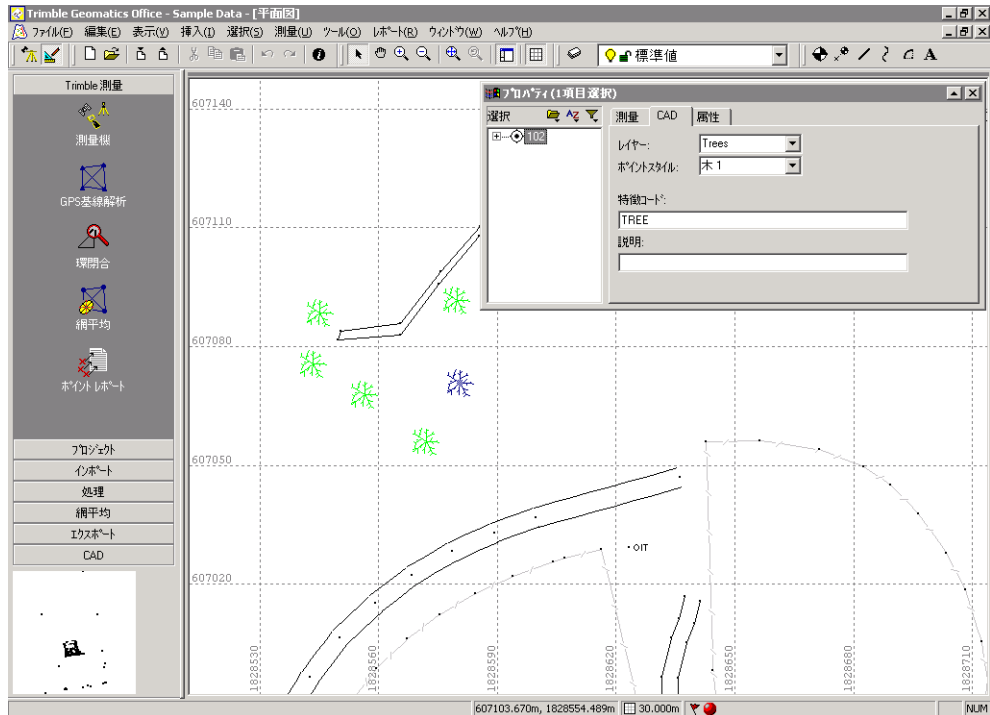 Trimble Geomatics Office - Sample Data - [平面図]
ファイル(F) 編集(E) 表示(V) 挿入(I) 選択(S) 測量(U) ツール(O) レポート(R) ウィンドウ(W) ヘルプ(H)
標準値
A
Trimble 測量
測量機
GPS基線解析
環閉合
網平均
ポイント レポート
プロジェクト
インポート
処理
網平均
エクスポート
CAD
プロパティ(1項目選択)
選択
102
測量 CAD 属性
レイヤー: Trees
ポイントスタイル: 木 1
特徴コード:
TREE
説明:
607140
607110
607080
607050
607020
OIT
1828530
1828560
1828590
1828620
1828650
1828680
1828710
607103.670m, 1828554.489m 30.000m NUM